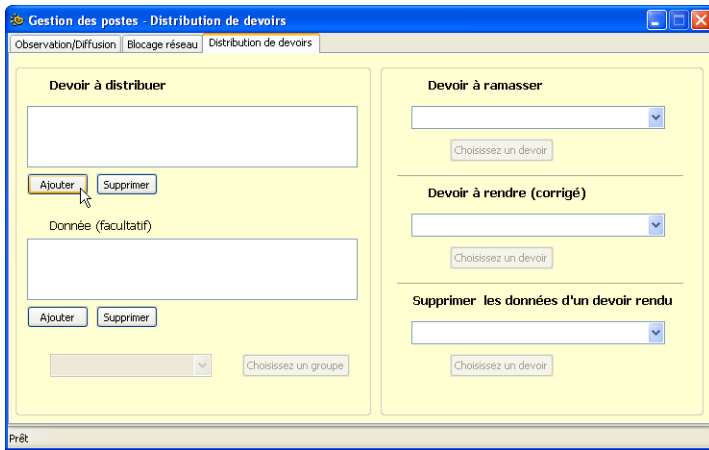 Gestion des postes - Distribution de devoirs
Observation/Diffusion Blocage réseau Distribution de devoirs
Devoir à distribuer
Ajouter Supprimer
Donnée (facultatif)
Ajouter Supprimer
Choisissez un groupe
Devoir à ramasser
Choisissez un devoir
Devoir à rendre (corrigé)
Choisissez un devoir
Supprimer les données d'un devoir rendu
Choisissez un devoir
Prêt